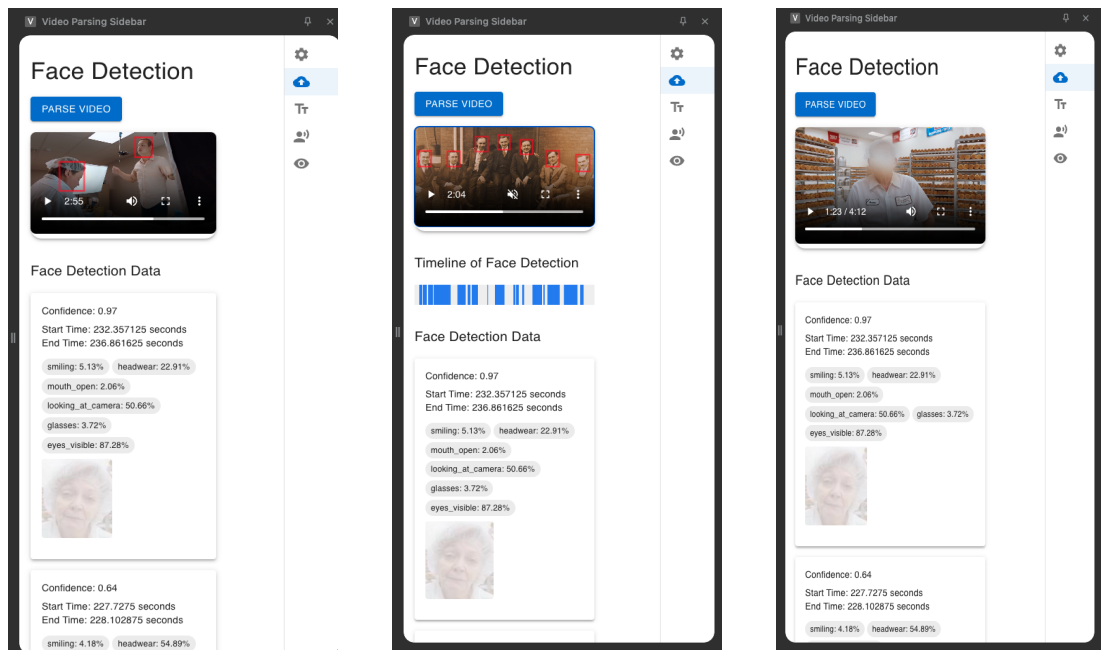 Video Parsing Sidebar
Face Detection
PARSE VIDEO
2:55
Face Detection Data
Confidence: 0.97
Start Time: 232.357125 seconds
End Time: 236.861625 seconds
smiling: 5.13% headwear: 22.91%
mouth_open: 2.06%
looking_at_camera: 50.66%
glasses: 3.72%
eyes_visible: 87.28%
Confidence: 0.64
Start Time: 227.7275 seconds
End Time: 228.102875 seconds
smiling: 4.18% headwear: 54.89%
Video Parsing Sidebar
Face Detection
PARSE VIDEO
2:04
Timeline of Face Detection
Face Detection Data
Confidence: 0.97
Start Time: 232.357125 seconds
End Time: 236.861625 seconds
smiling: 5.13% headwear: 22.91%
mouth_open: 2.06%
looking_at_camera: 50.66%
glasses: 3.72%
eyes_visible: 87.28%
Video Parsing Sidebar
Face Detection
PARSE VIDEO
1:23 / 4:12
Face Detection Data
Confidence: 0.97
Start Time: 232.357125 seconds
End Time: 236.861625 seconds
smiling: 5.13% headwear: 22.91%
mouth_open: 2.06%
looking_at_camera: 50.66% glasses: 3.72%
eyes_visible: 87.28%
Confidence: 0.64
Start Time: 227.7275 seconds
End Time: 228.102875 seconds
smiling: 4.18% headwear: 54.89%